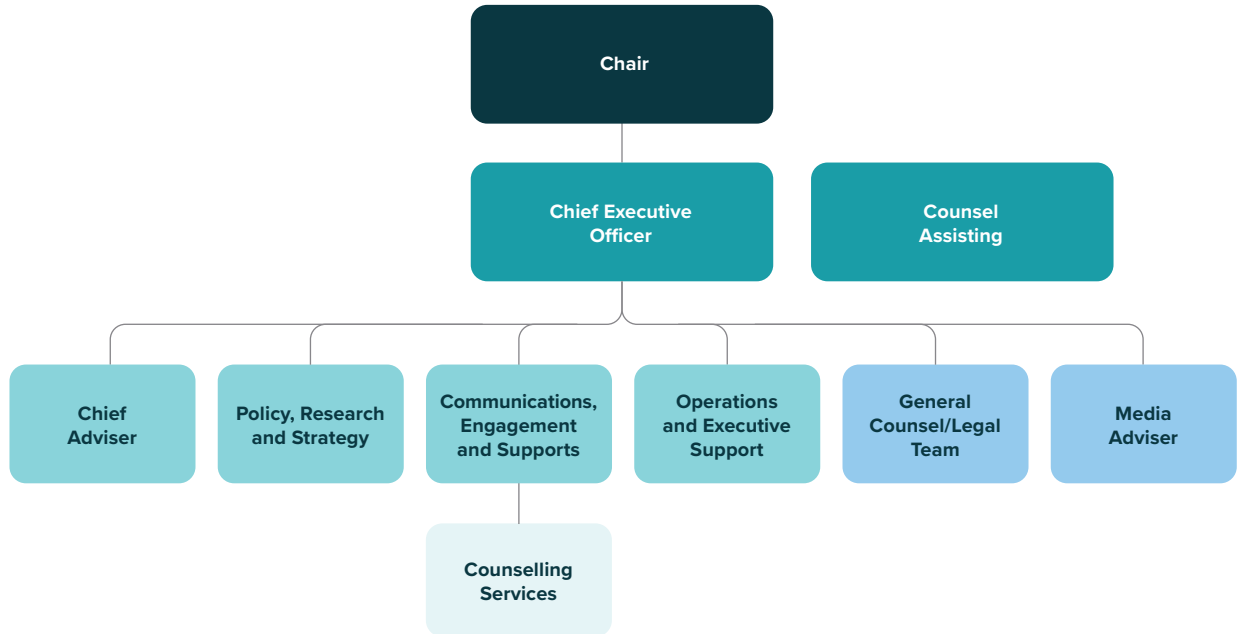 Chair
Chief Executive
Officer
Counsel
Assisting
Chief
Adviser
Policy, Research
and Strategy
Communications,
Engagement
and Supports
Operations
and Executive
Support
General
Counsel/Legal
Team
Media
Adviser
Counselling
Services